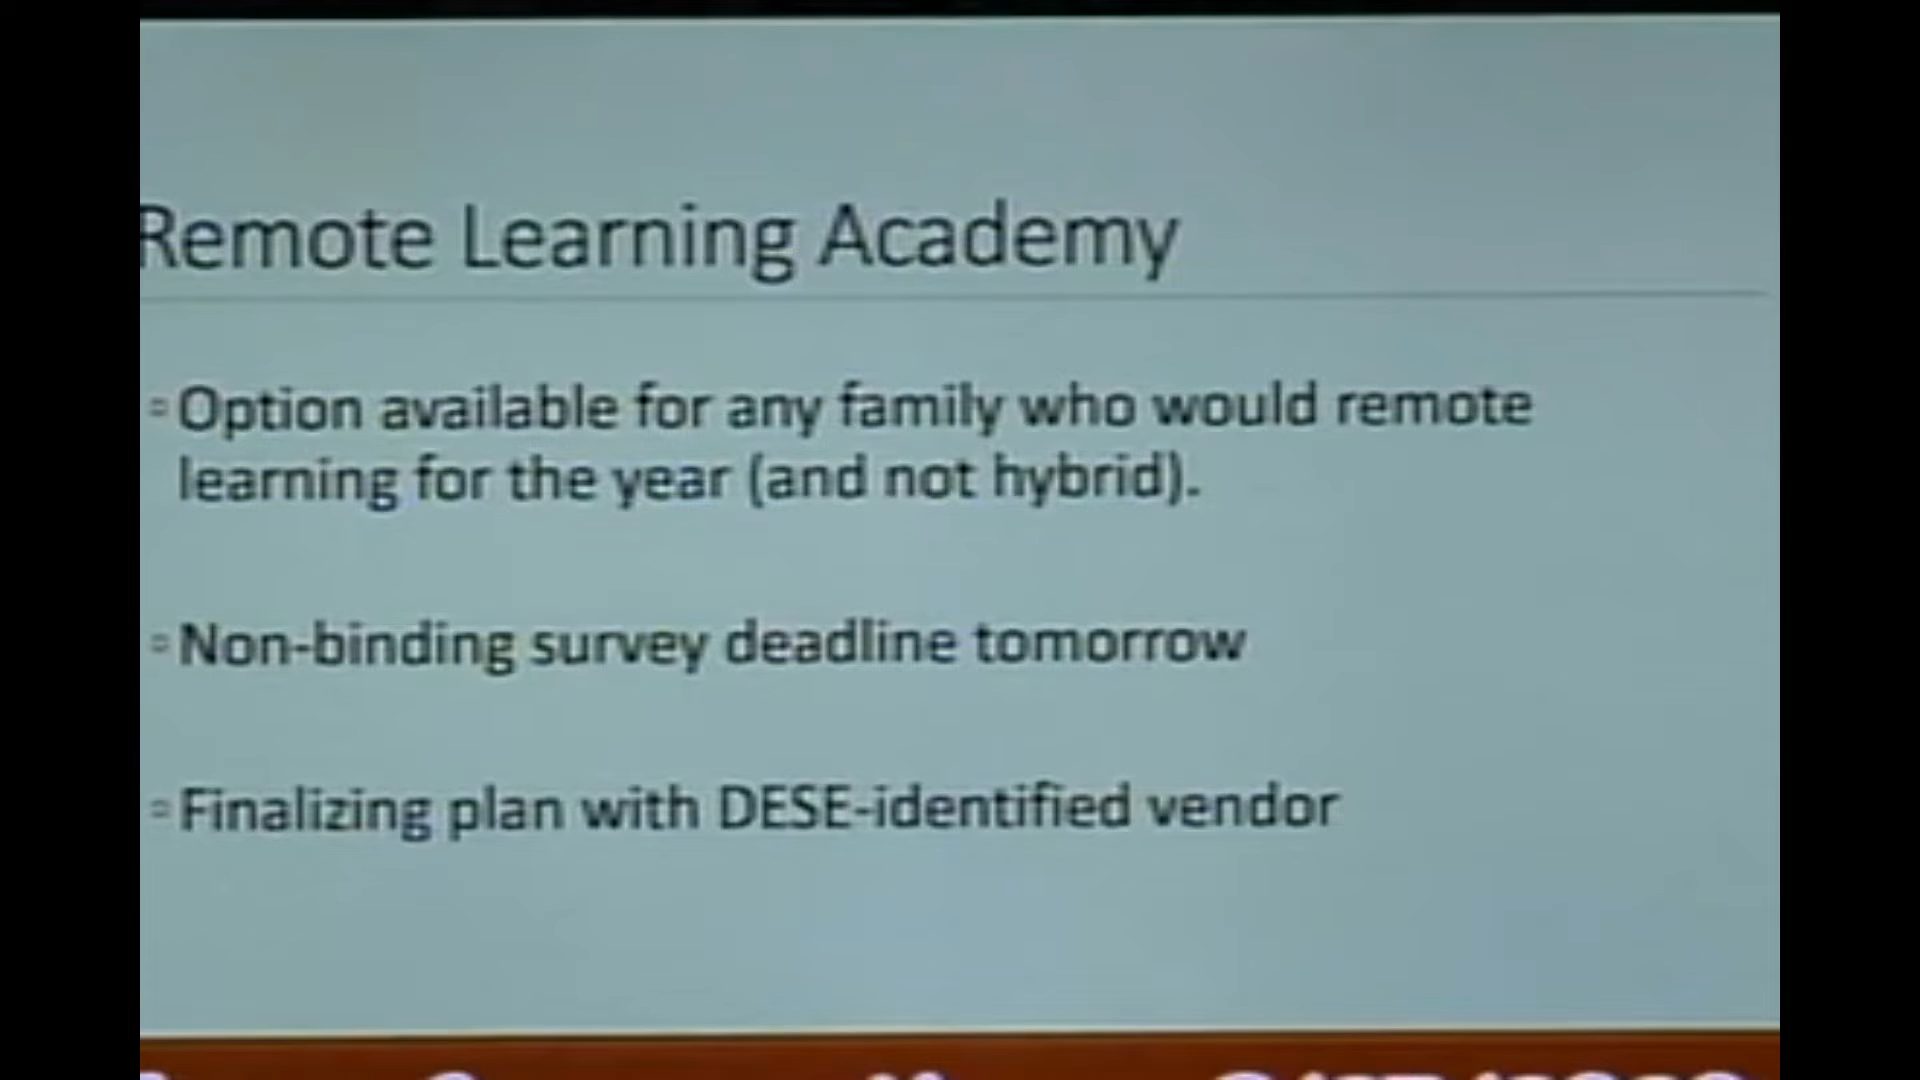 Remote Learning Academy
Option available for any family who would remote
learning for the year (and not hybrid).
Non-binding survey deadline tomorrow
Finalizing plan with DESE-identified vendor